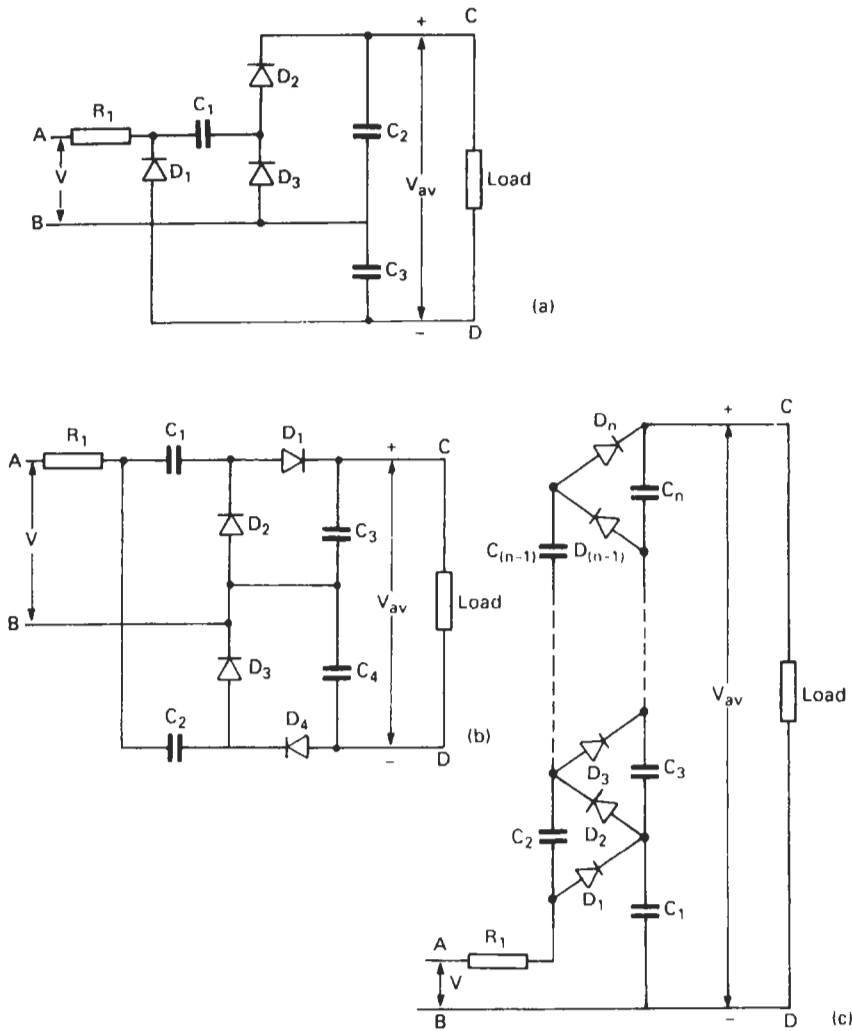 + C
D₂
C₁
R₁
A
C₂
V
D₁
D₃
Vav
Load
B
C₃
(a)
− D
R₁ C₁ D₁ + C
A
D₂
C₃
V
Vav
Load
B
D₃
C₄
C₂ D₄
− D
(b)
+ C
Dn
Cn
C(n−1) D(n−1)
Vav
Load
D₃
C₃
C₂
D₂
D₁
C₁
A R₁
V
B − D
(c)